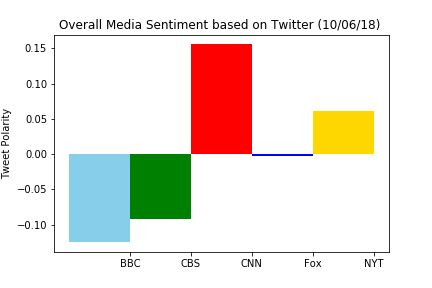 Overall Media Sentiment based on Twitter (10/06/18)
Tweet Polarity
0.15
0.10
0.05
0.00
−0.05
−0.10
BBC CBS CNN Fox NYT